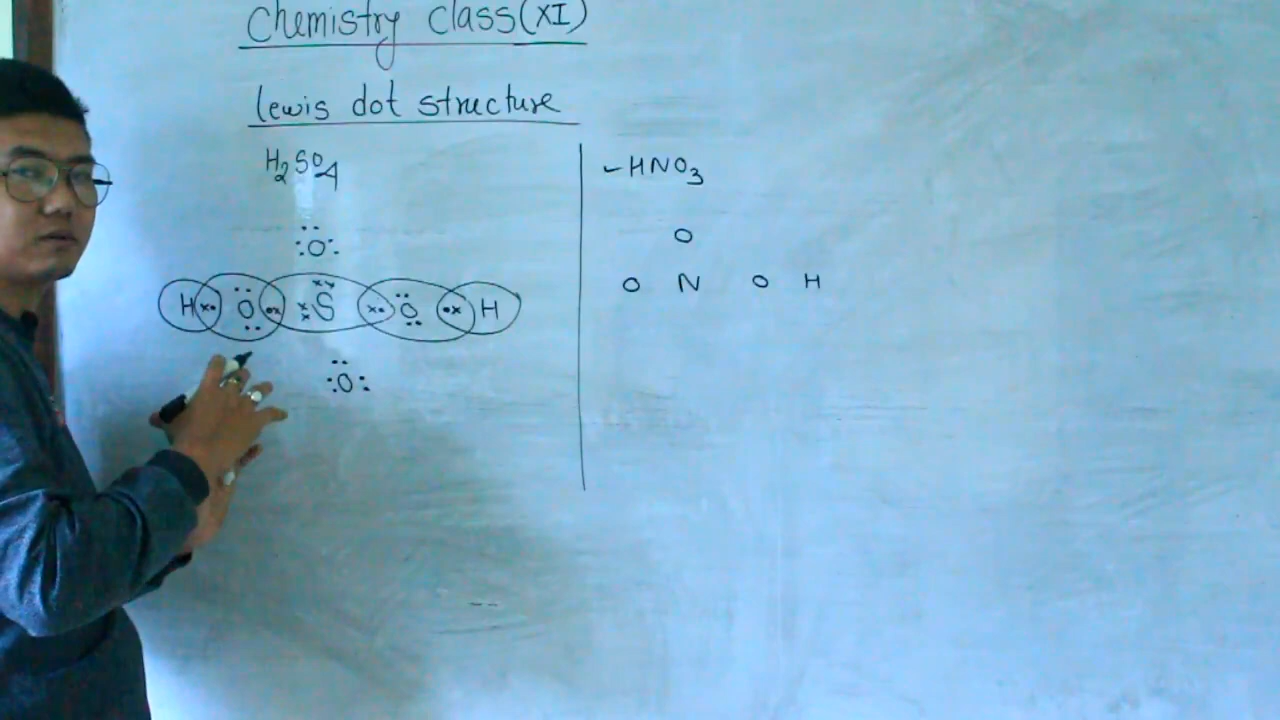 Chemistry Class(XI)
lewis dot structure
H2SO4
O
H O S O H
O
HNO3
O
O N O H